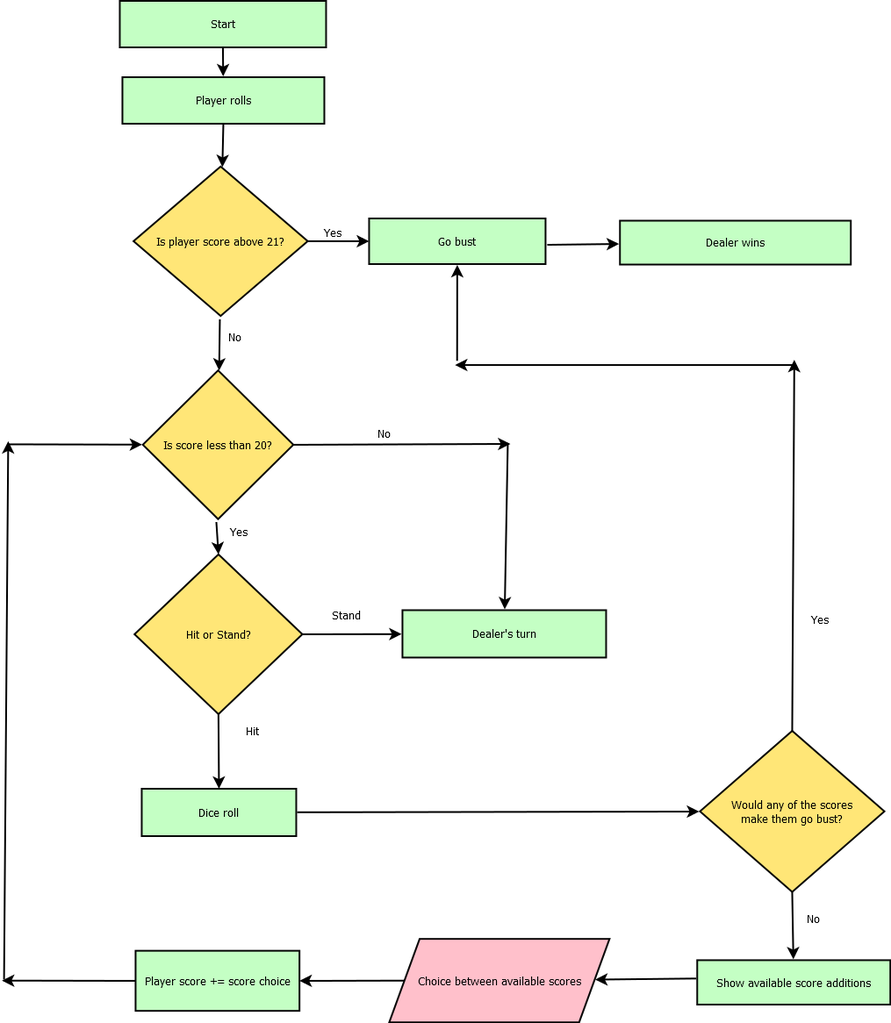 Start
Player rolls
Is player score above 21?
Yes
Go bust
Dealer wins
No
Is score less than 20?
No
Yes
Hit or Stand?
Stand
Dealer's turn
Yes
Hit
Dice roll
Would any of the scores
make them go bust?
No
Player score += score choice
Choice between available scores
Show available score additions